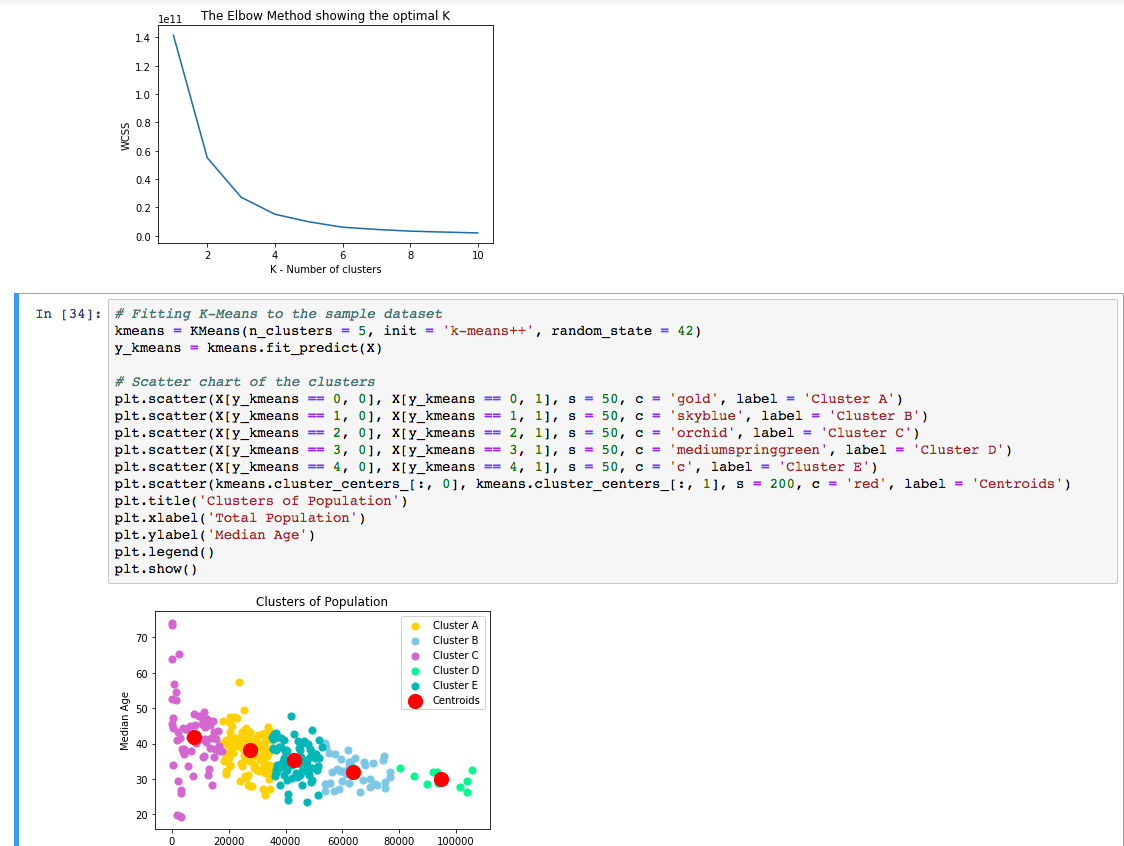 The Elbow Method showing the optimal K
1e11
1.4
1.2
1.0
0.8
0.6
0.4
0.2
0.0
WCSS
2 4 6 8 10
K - Number of clusters
In [34]:
# Fitting K-Means to the sample dataset
kmeans = KMeans(n_clusters = 5, init = 'k-means++', random_state = 42)
y_kmeans = kmeans.fit_predict(X)
# Scatter chart of the clusters
plt.scatter(X[y_kmeans == 0, 0], X[y_kmeans == 0, 1], s = 50, c = 'gold', label = 'Cluster A')
plt.scatter(X[y_kmeans == 1, 0], X[y_kmeans == 1, 1], s = 50, c = 'skyblue', label = 'Cluster B')
plt.scatter(X[y_kmeans == 2, 0], X[y_kmeans == 2, 1], s = 50, c = 'orchid', label = 'Cluster C')
plt.scatter(X[y_kmeans == 3, 0], X[y_kmeans == 3, 1], s = 50, c = 'mediumspringgreen', label = 'Cluster D')
plt.scatter(X[y_kmeans == 4, 0], X[y_kmeans == 4, 1], s = 50, c = 'c', label = 'Cluster E')
plt.scatter(kmeans.cluster_centers_[:, 0], kmeans.cluster_centers_[:, 1], s = 200, c = 'red', label = 'Centroids')
plt.title('Clusters of Population')
plt.xlabel('Total Population')
plt.ylabel('Median Age')
plt.legend()
plt.show()
Clusters of Population
Cluster A
Cluster B
Cluster C
Cluster D
Cluster E
Centroids
70
60
50
40
30
20
Median Age
0 20000 40000 60000 80000 100000